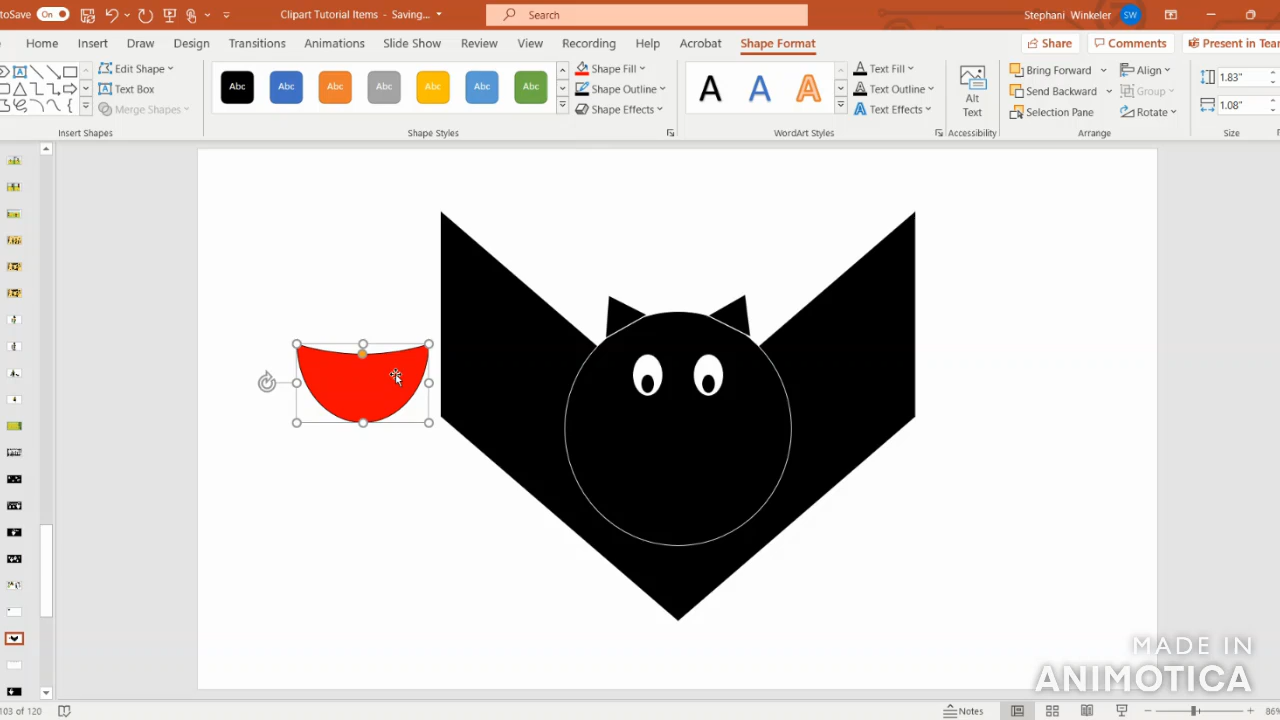 toSave On Clipart Tutorial Items - Saving... Search Stephani Winkeler SW
Home Insert Draw Design Transitions Animations Slide Show Review View Recording Help Acrobat Shape Format Share Comments Present in Tean
Edit Shape Abc Abc Abc Abc Abc Abc Abc Shape Fill A A A Text Fill Bring Forward Align 1.83"
Text Box Shape Outline Text Outline Alt Text Send Backward Group 1.08"
Merge Shapes Shape Effects Text Effects Selection Pane Rotate
Insert Shapes Shape Styles WordArt Styles Accessibility Arrange Size
MADE IN
ANIMOTICA
103 of 120 Notes 86%